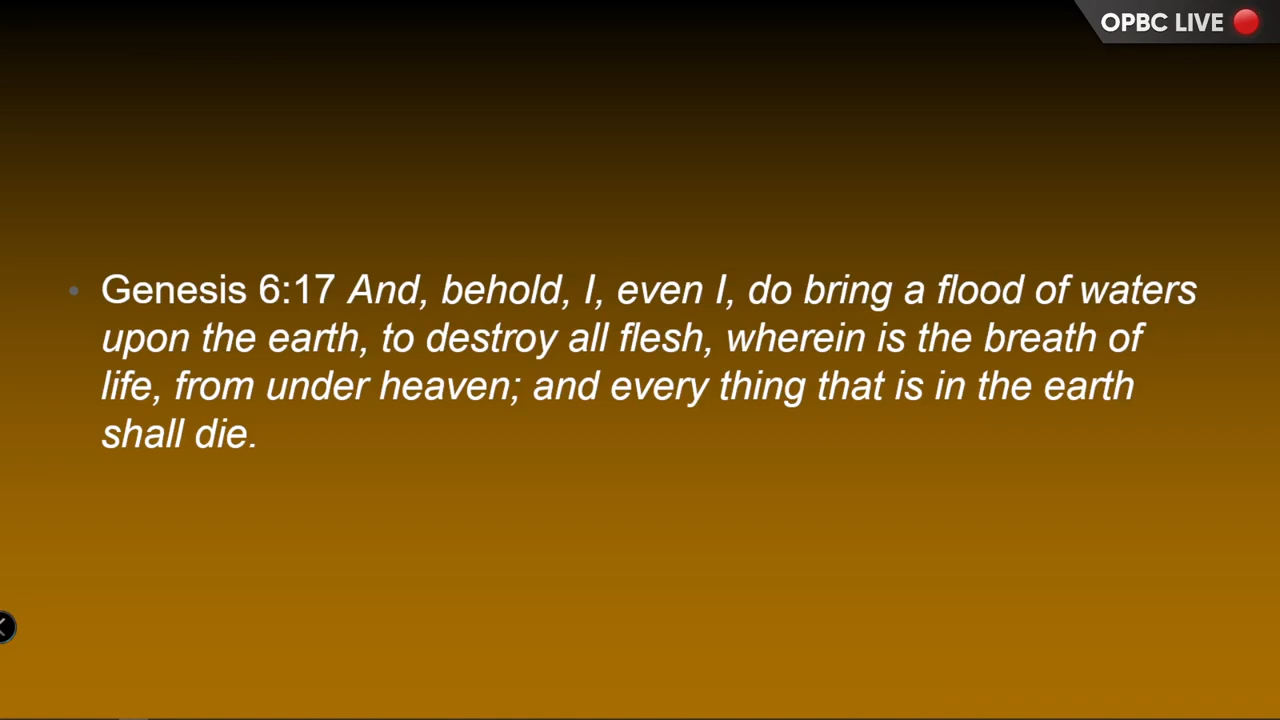 OPBC LIVE
• Genesis 6:17 And, behold, I, even I, do bring a flood of waters
upon the earth, to destroy all flesh, wherein is the breath of
life, from under heaven; and every thing that is in the earth
shall die.